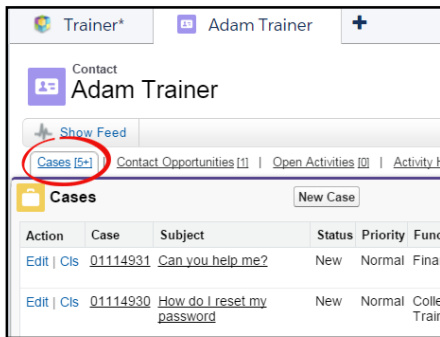 Trainer* Adam Trainer +
Contact
Adam Trainer
Show Feed
Cases [5+] | Contact Opportunities [1] | Open Activities [0] | Activity H
Cases New Case
Action Case Subject Status Priority Func
Edit | Cls 01114931 Can you help me? New Normal Finan
Edit | Cls 01114930 How do I reset my New Normal Colle
password Train